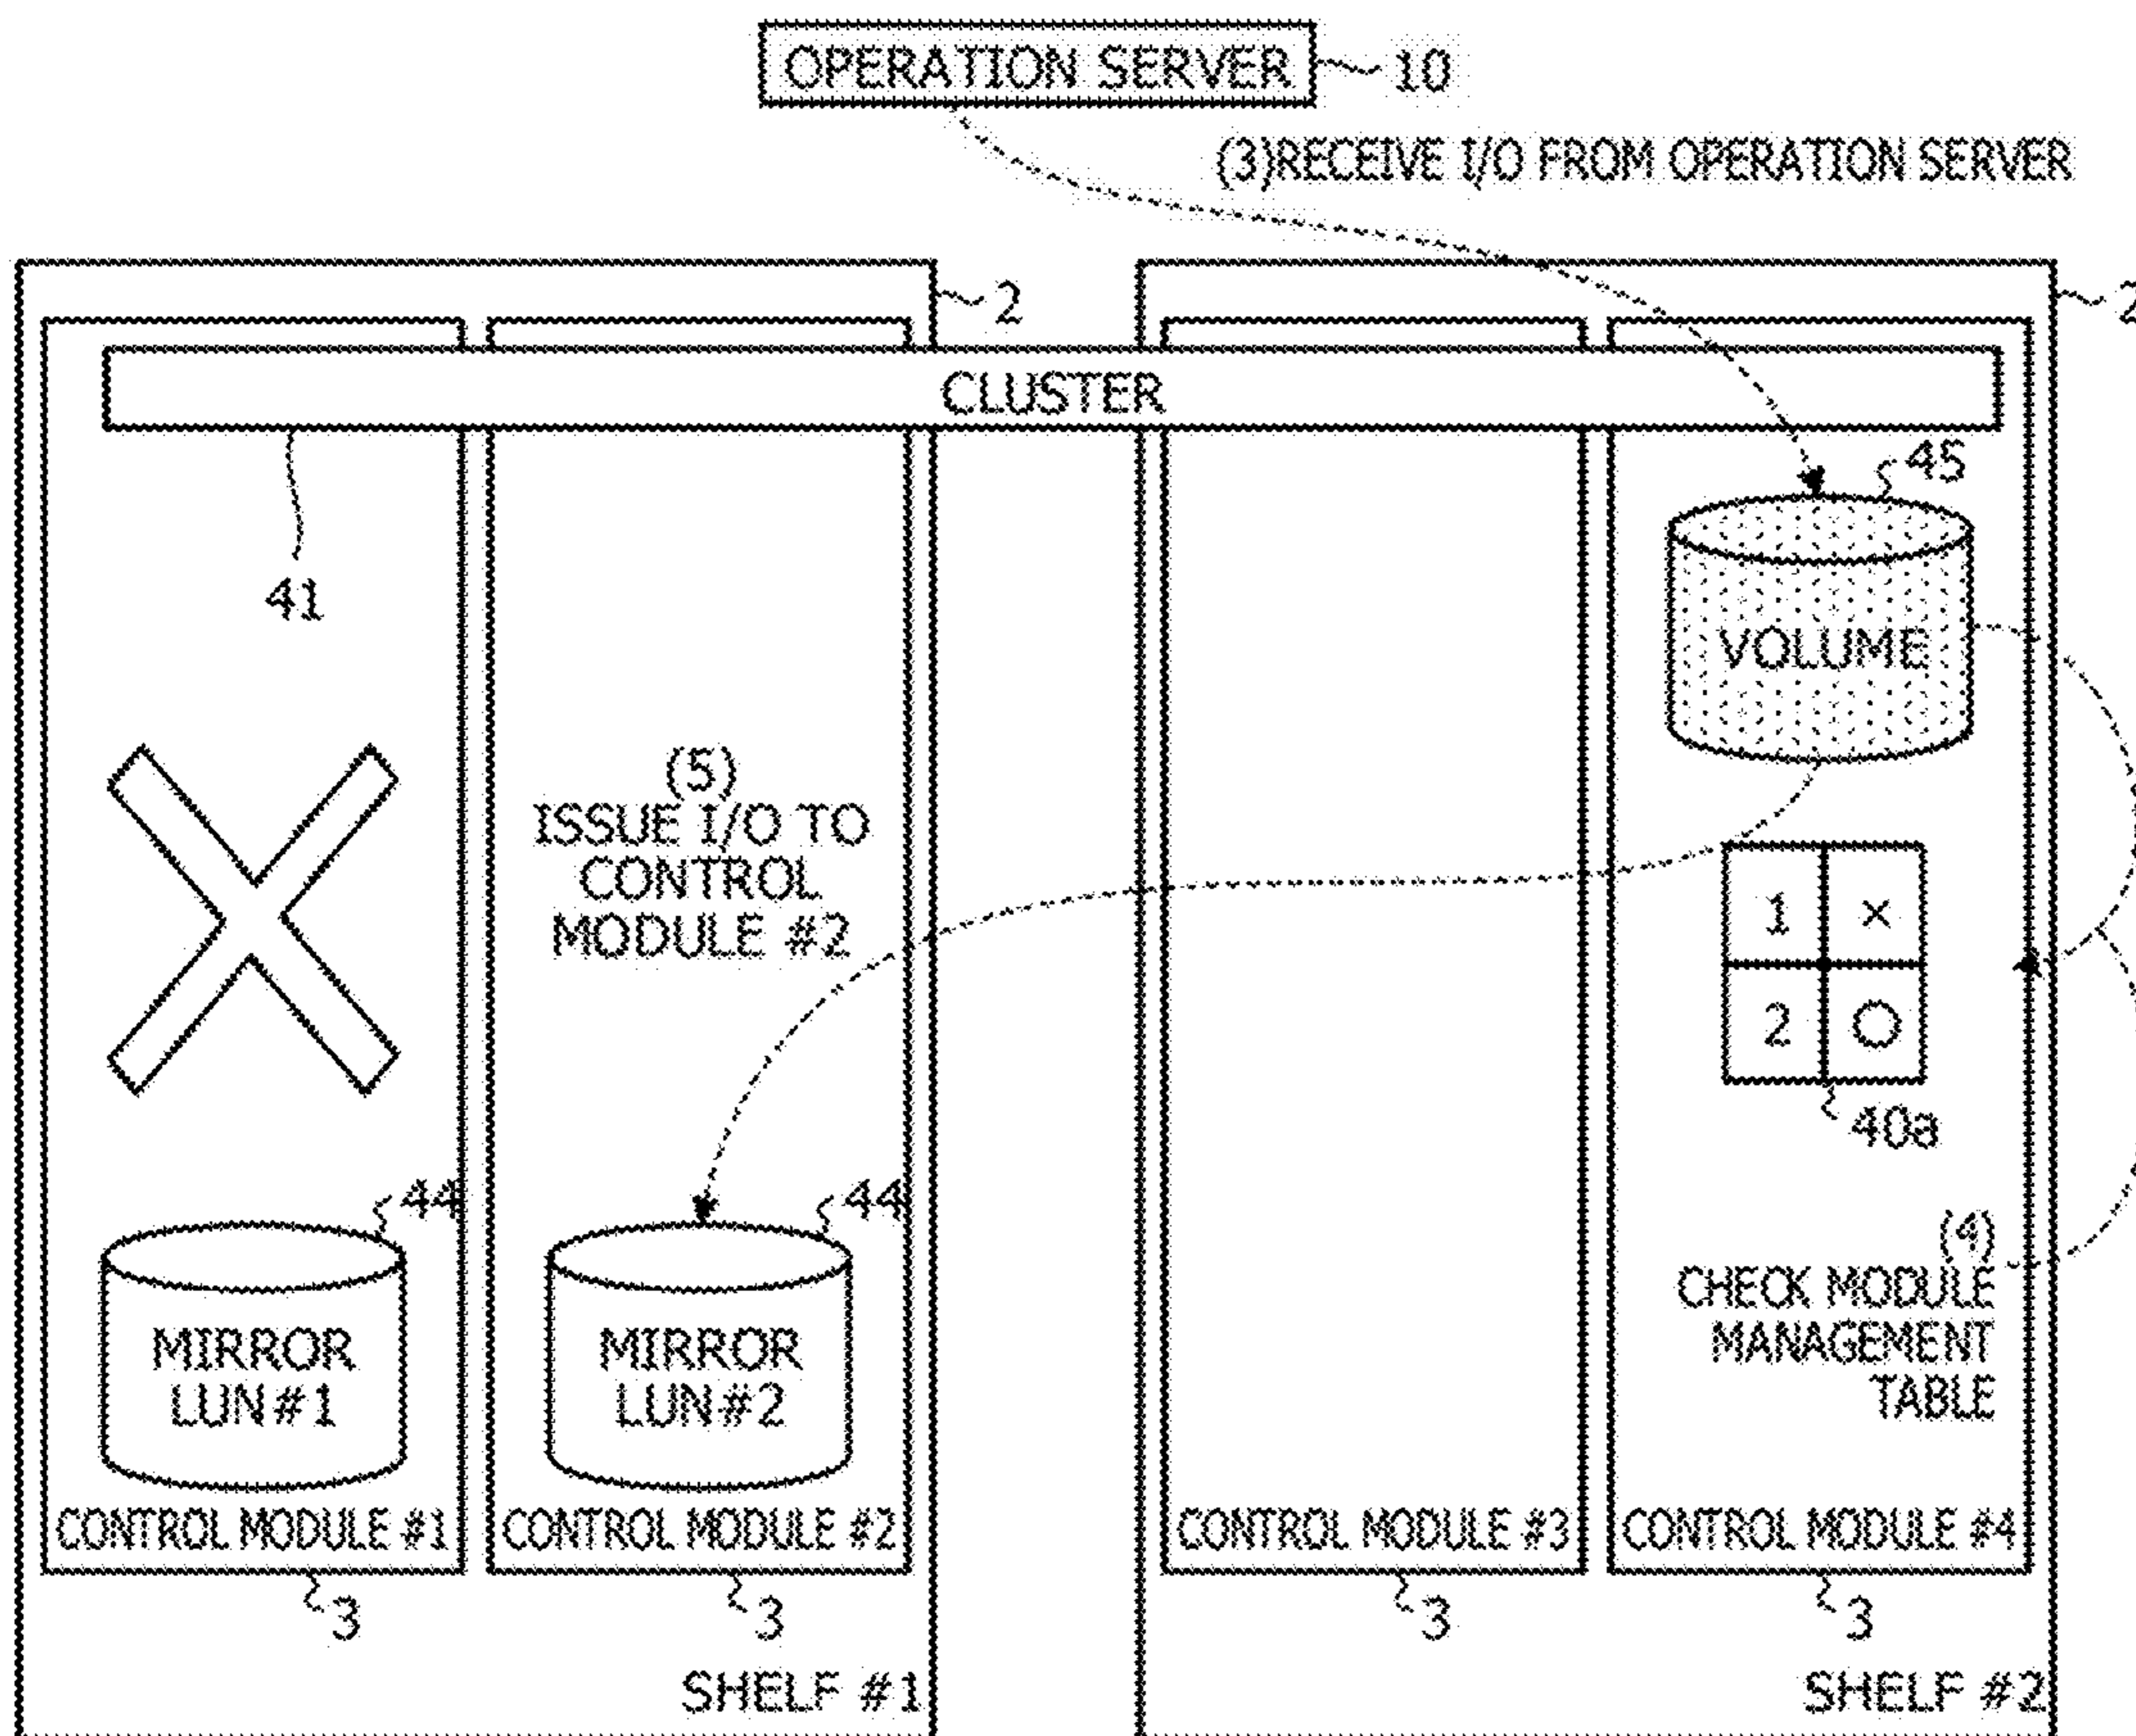 OPERATION SERVER
10
(3)RECEIVE I/O FROM OPERATION SERVER
2
2
CLUSTER
41
45
VOLUME
(5)
ISSUE I/O TO
CONTROL
MODULE #2
1 ×
2 ○
40a
44
44
(4)
CHECK MODULE
MANAGEMENT
TABLE
MIRROR
LUN#1
MIRROR
LUN#2
CONTROL MODULE #1
CONTROL MODULE #2
CONTROL MODULE #3
CONTROL MODULE #4
3
3
3
3
SHELF #1
SHELF #2